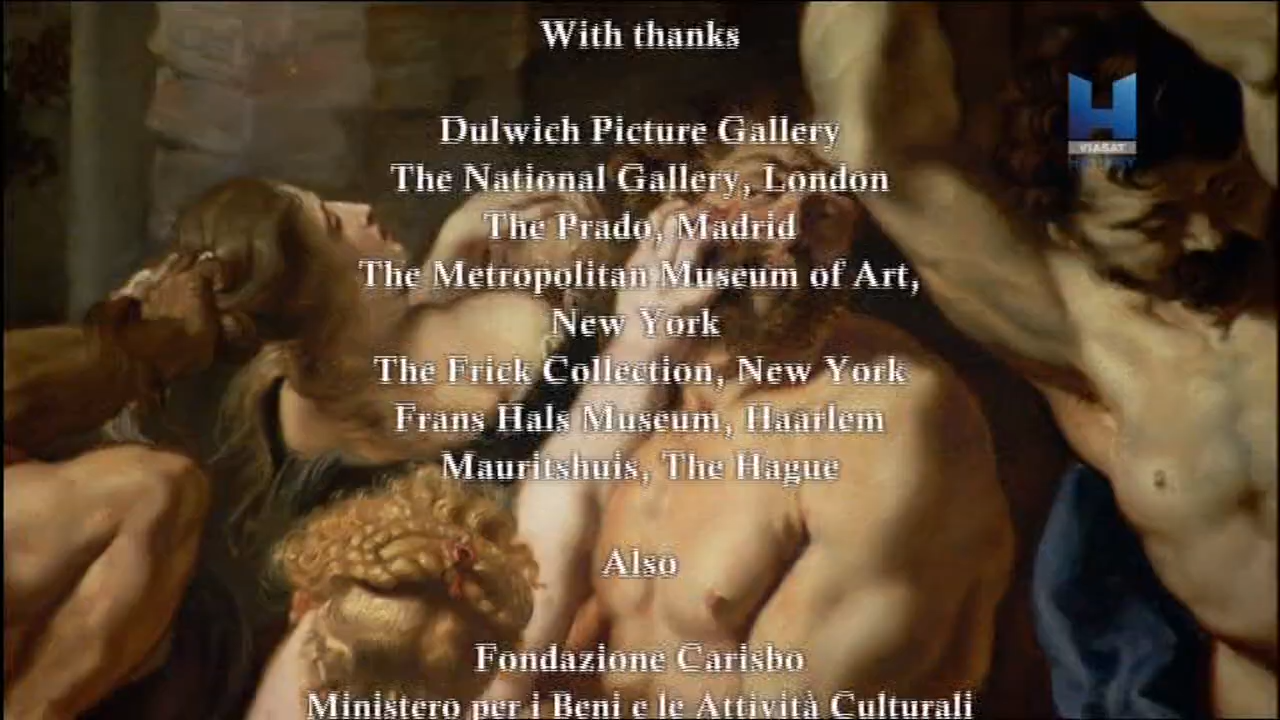 With thanks
Dulwich Picture Gallery
The National Gallery, London
The Prado, Madrid
The Metropolitan Museum of Art,
New York
The Frick Collection, New York
Frans Hals Museum, Haarlem
Mauritshuis, The Hague
Also
Fondazione Carisbo
Ministero per i Beni e le Attività Culturali
H
VIASAT
HISTORY